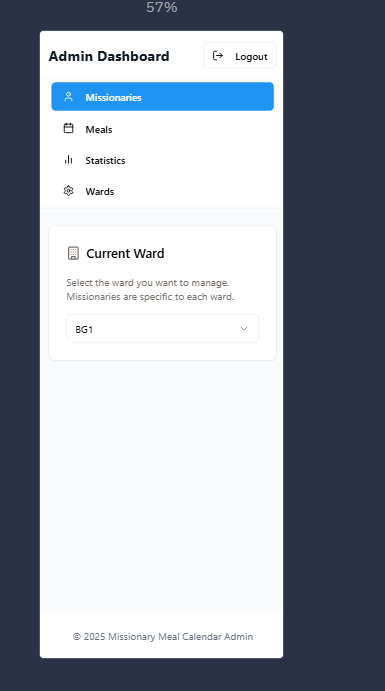 57%
Admin Dashboard
Logout
Missionaries
Meals
Statistics
Wards
Current Ward
Select the ward you want to manage.
Missionaries are specific to each ward.
BG1
© 2025 Missionary Meal Calendar Admin